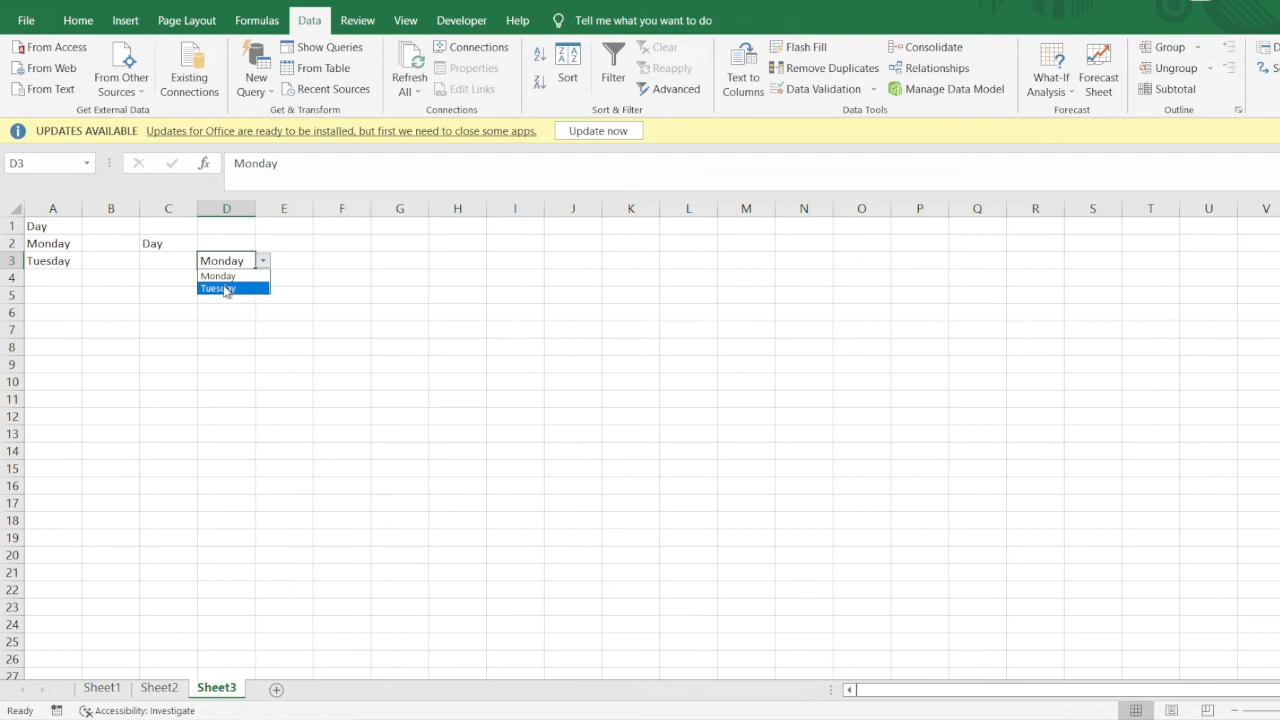 File Home Insert Page Layout Formulas Data Review View Developer Help Tell me what you want to do
From Access
From Web
From Text
From Other Sources
Existing Connections
Get External Data
New Query
Show Queries
From Table
Recent Sources
Get & Transform
Refresh All
Connections
Properties
Edit Links
Connections
Sort
Filter
Clear
Reapply
Advanced
Sort & Filter
Text to Columns
Flash Fill
Remove Duplicates
Data Validation
Consolidate
Relationships
Manage Data Model
Data Tools
What-If Analysis
Forecast Sheet
Forecast
Group
Ungroup
Subtotal
Outline
UPDATES AVAILABLE Updates for Office are ready to be installed, but first we need to close some apps. Update now
D3 fx Monday
A B C D E F G H I J K L M N O P Q R S T U V
1 Day
2 Monday Day
3 Tuesday Monday
4 Monday
5 Tuesday
6
7
8
9
10
11
12
13
14
15
16
17
18
19
20
21
22
23
24
25
26
27
Sheet1 Sheet2 Sheet3
Ready Accessibility: Investigate